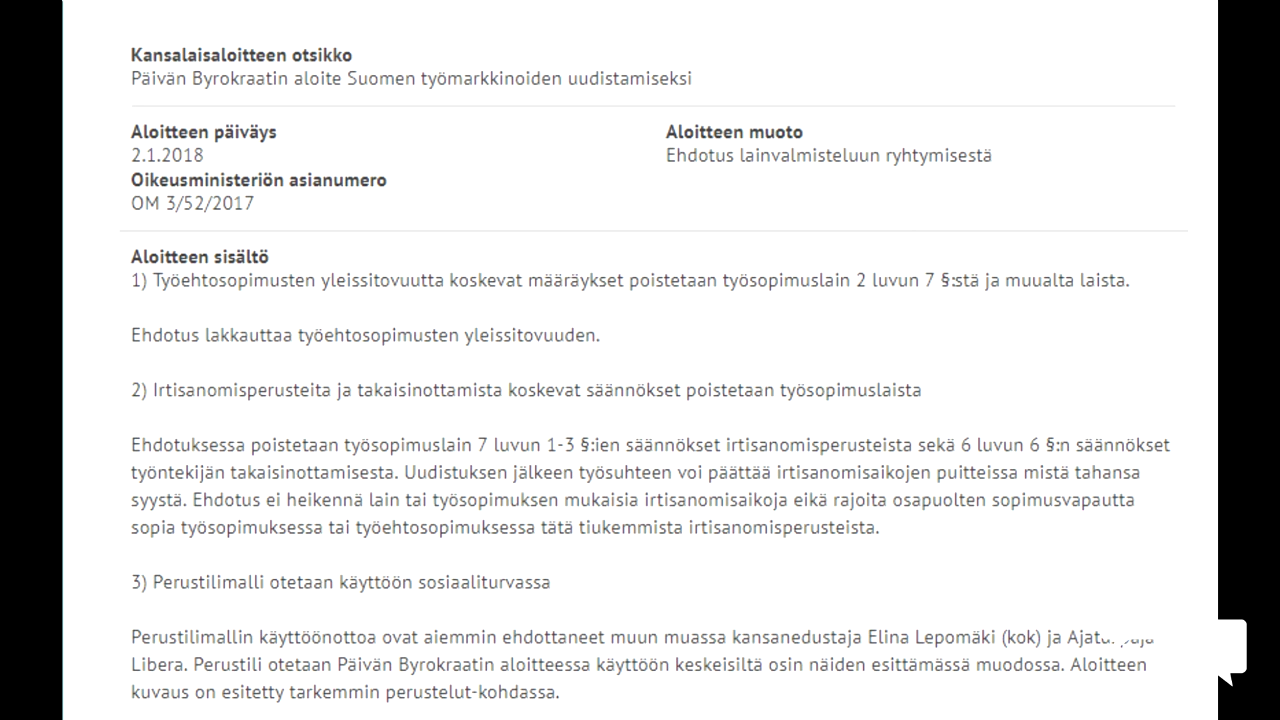 Kansalaisaloitteen otsikko
Päivän Byrokraatin aloite Suomen työmarkkinoiden uudistamiseksi
Aloitteen päiväys
2.1.2018
Aloitteen muoto
Ehdotus lainvalmisteluun ryhtymisestä
Oikeusministeriön asianumero
OM 3/52/2017
Aloitteen sisältö
1) Työehtosopimusten yleissitovuutta koskevat määräykset poistetaan työsopimuslain 2 luvun 7 §:stä ja muualta laista.
Ehdotus lakkauttaa työehtosopimusten yleissitovuuden.
2) Irtisanomisperusteita ja takaisinottamista koskevat säännökset poistetaan työsopimuslaista
Ehdotuksessa poistetaan työsopimuslain 7 luvun 1-3 §:ien säännökset irtisanomisperusteista sekä 6 luvun 6 §:n säännökset
työntekijän takaisinottamisesta. Uudistuksen jälkeen työsuhteen voi päättää irtisanomisaikojen puitteissa mistä tahansa
syystä. Ehdotus ei heikennä lain tai työsopimuksen mukaisia irtisanomisaikoja eikä rajoita osapuolten sopimusvapautta
sopia työsopimuksessa tai työehtosopimuksessa tätä tiukemmista irtisanomisperusteista.
3) Perustilimalli otetaan käyttöön sosiaaliturvassa
Perustilimallin käyttöönottoa ovat aiemmin ehdottaneet muun muassa kansanedustaja Elina Lepomäki (kok) ja
Libera. Perustili otetaan Päivän Byrokraatin aloitteessa käyttöön keskeisiltä osin näiden esittämässä muodossa. Aloitteen
kuvaus on esitetty tarkemmin perustelut-kohdassa.